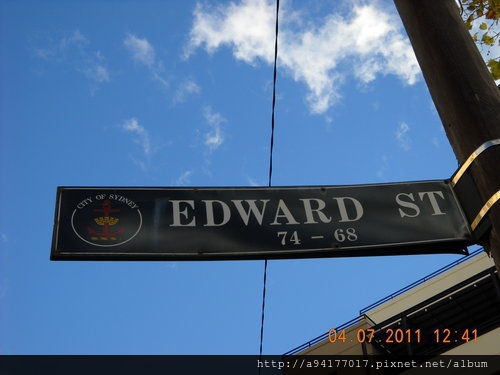 CITY OF SYDNEY
EDWARD ST
74 - 68
04.07.2011 12:41
http://a94177017.pixnet.net/album